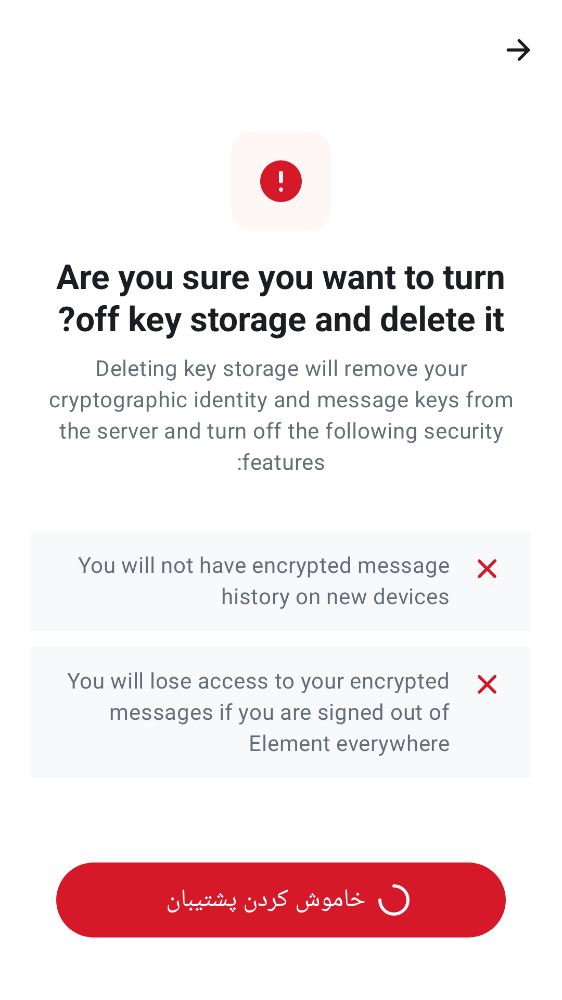 Are you sure you want to turn
off key storage and delete it?
Deleting key storage will remove your
cryptographic identity and message keys from
the server and turn off the following security
features:
You will not have encrypted message
history on new devices
You will lose access to your encrypted
messages if you are signed out of
Element everywhere
خاموش کردن پشتیبان